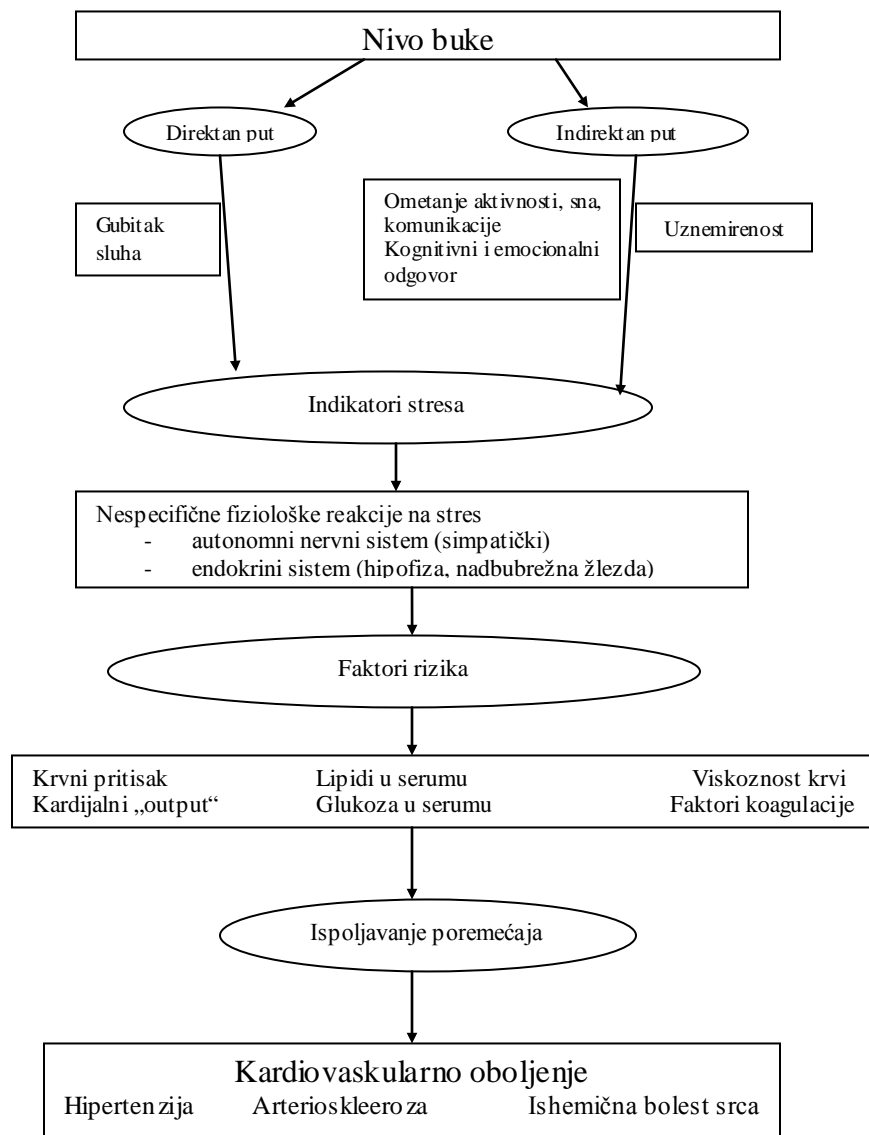 Nivo buke
Direktan put
Indirektan put
Gubitak
sluha
Ometanje aktivnosti, sna,
komunikacije
Kognitivni i emocionalni
odgovor
Uznemirenost
Indikatori stresa
Nespecifične fiziološke reakcije na stres
- autonomni nervni sistem (simpatički)
- endokrini sistem (hipofiza, nadbubrežna žlezda)
Faktori rizika
Krvni pritisak Lipidi u serumu Viskoznost krvi
Kardijalni „output“ Glukoza u serumu Faktori koagulacije
Ispoljavanje poremećaja
Kardiovaskularno oboljenje
Hipertenzija Arterioskleeroza Ishemična bolest srca